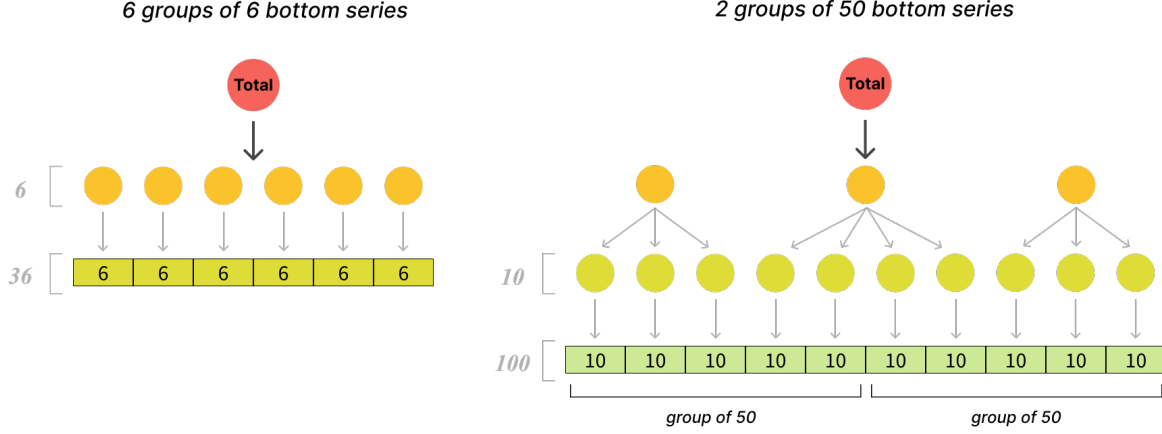 6 groups of 6 bottom series
Total
6
36
6 6 6 6 6 6
2 groups of 50 bottom series
Total
10
100
10 10 10 10 10 10 10 10 10 10
group of 50 group of 50